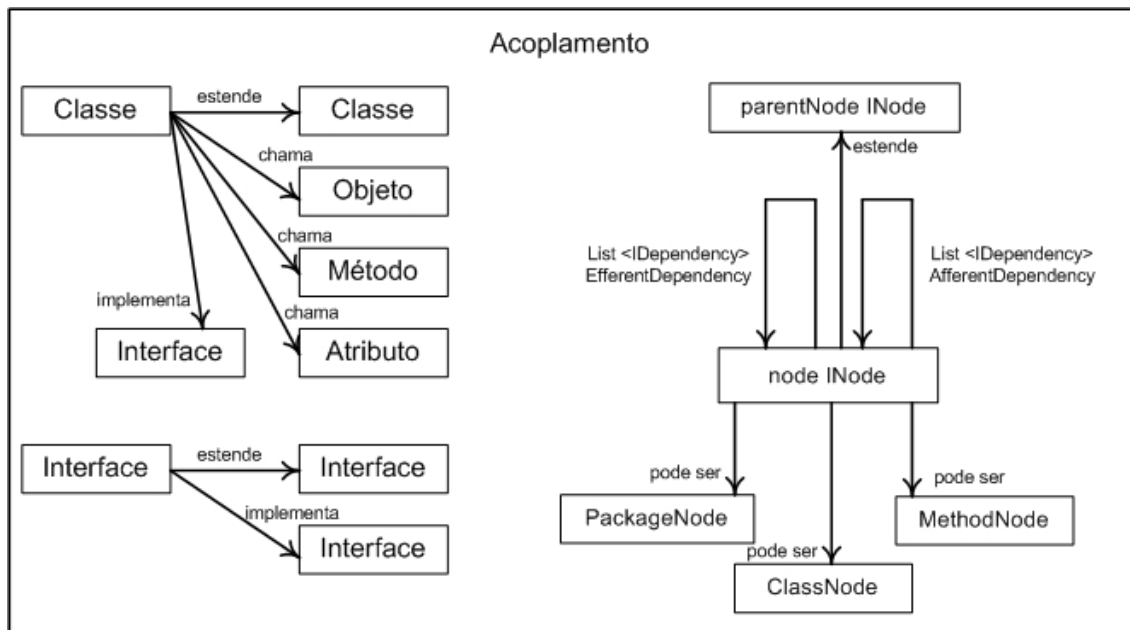 Acoplamento
Classe
estende
Classe
chama
Objeto
chama
Método
chama
Atributo
implementa
Interface
Interface
estende
Interface
implementa
Interface
parentNode INode
estende
List <IDependency>
EfferentDependency
List <IDependency>
AfferentDependency
node INode
pode ser
PackageNode
pode ser
ClassNode
pode ser
MethodNode